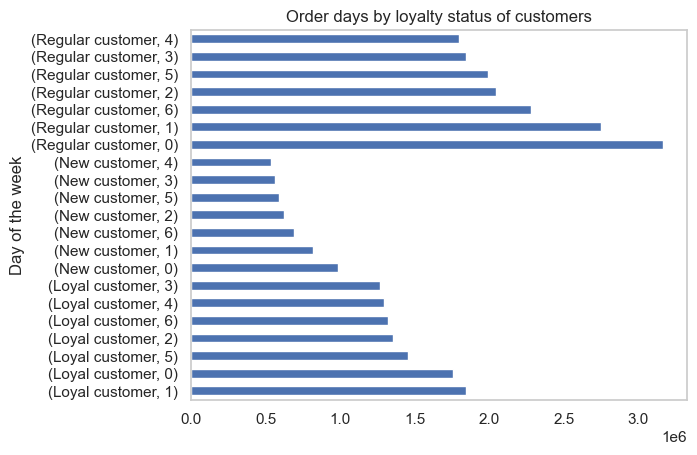 Order days by loyalty status of customers
Day of the week
(Regular customer, 4)
(Regular customer, 3)
(Regular customer, 5)
(Regular customer, 2)
(Regular customer, 6)
(Regular customer, 1)
(Regular customer, 0)
(New customer, 4)
(New customer, 3)
(New customer, 5)
(New customer, 2)
(New customer, 6)
(New customer, 1)
(New customer, 0)
(Loyal customer, 3)
(Loyal customer, 4)
(Loyal customer, 6)
(Loyal customer, 2)
(Loyal customer, 5)
(Loyal customer, 0)
(Loyal customer, 1)
0.0 0.5 1.0 1.5 2.0 2.5 3.0
1e6